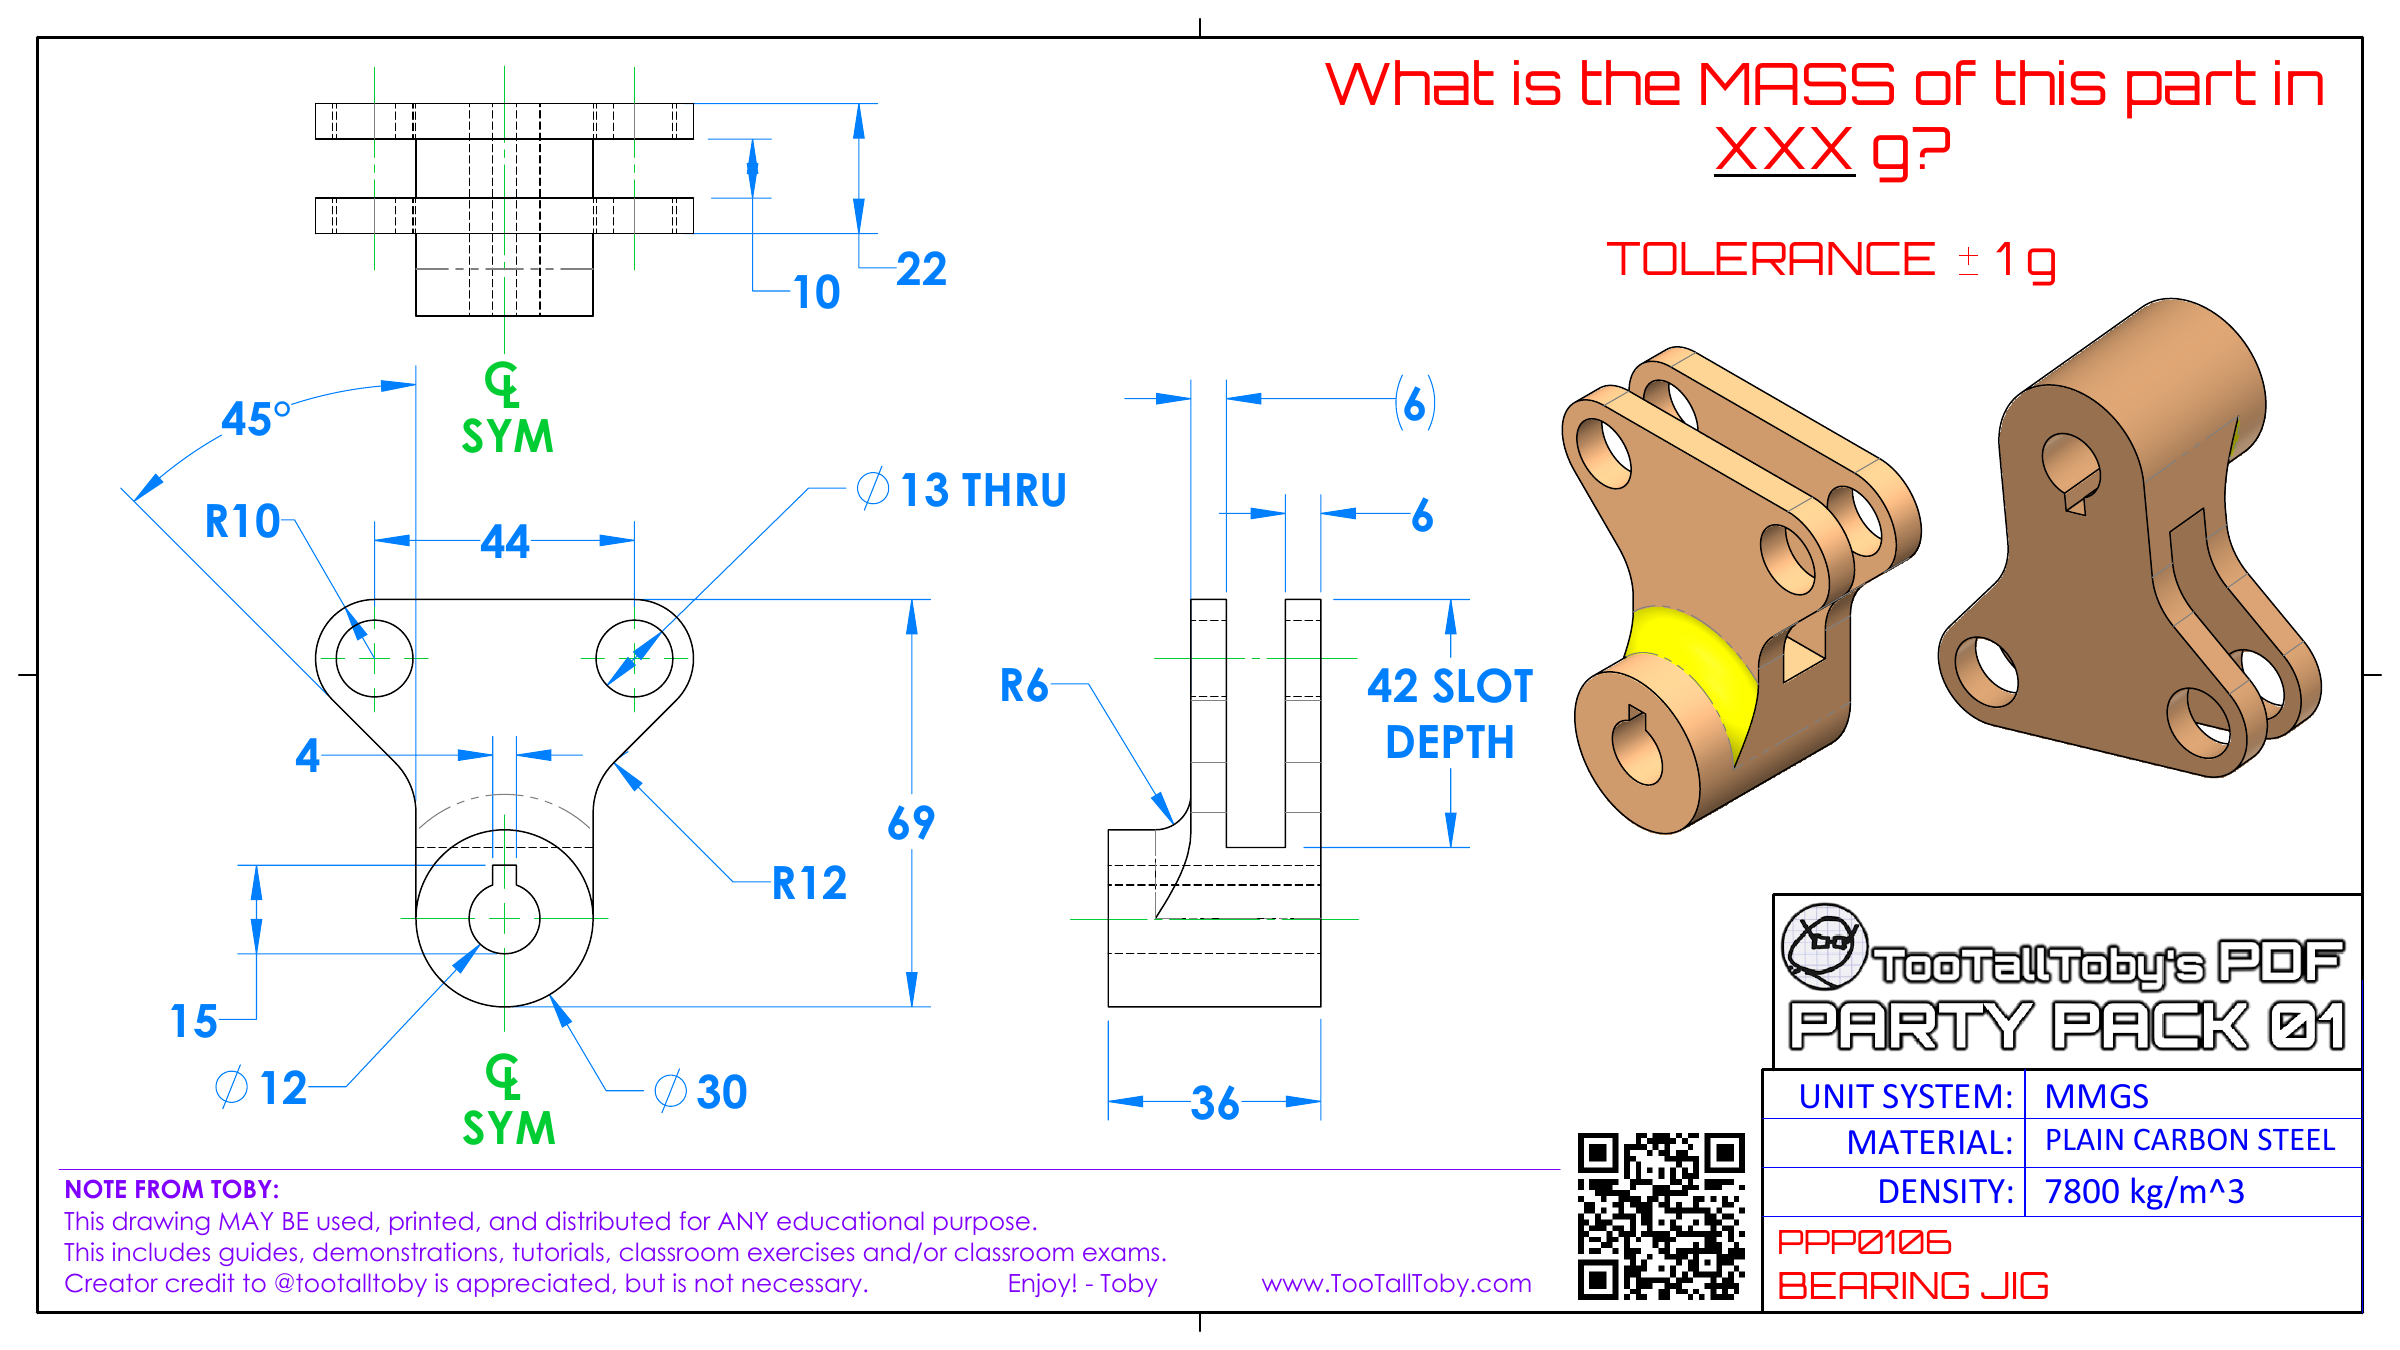 What is the MASS of this part in
XXX g?
TOLERANCE ± 1 g
22
10
℄
SYM
45°
R10
44
⌀ 13 THRU
4
R12
69
15
⌀ 12
⌀ 30
℄
SYM
(6)
6
R6
42 SLOT
DEPTH
36
TooTallToby's PDF
PARTY PACK 01
UNIT SYSTEM: MMGS
MATERIAL: PLAIN CARBON STEEL
DENSITY: 7800 kg/m^3
PPP0106
BEARING JIG
NOTE FROM TOBY:
This drawing MAY BE used, printed, and distributed for ANY educational purpose.
This includes guides, demonstrations, tutorials, classroom exercises and/or classroom exams.
Creator credit to @tootalltoby is appreciated, but is not necessary. Enjoy! - Toby www.TooTallToby.com